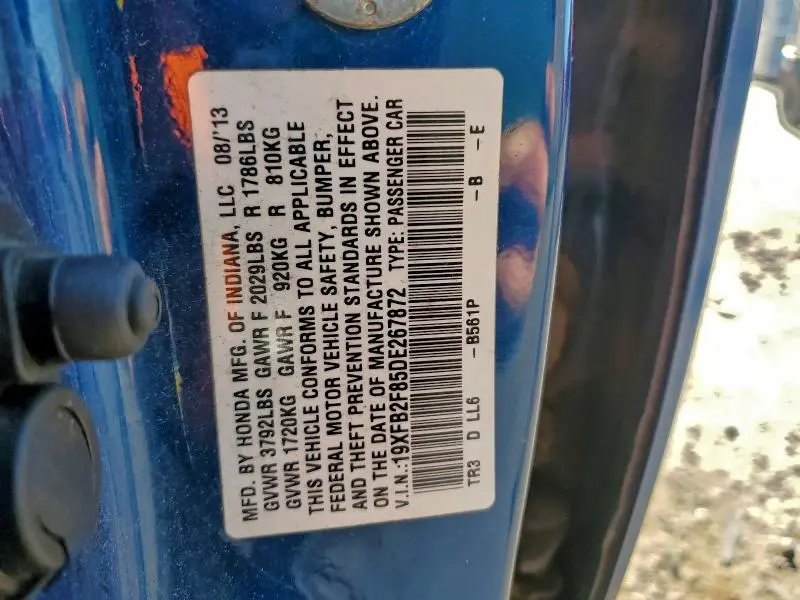 MFD. BY HONDA MFG. OF INDIANA, LLC 08/'13
GVWR 3792LBS GAWR F 2029LBS R 1786LBS
GVWR 1720KG GAWR F 920KG R 810KG
THIS VEHICLE CONFORMS TO ALL APPLICABLE
FEDERAL MOTOR VEHICLE SAFETY, BUMPER,
AND THEFT PREVENTION STANDARDS IN EFFECT
ON THE DATE OF MANUFACTURE SHOWN ABOVE.
V.I.N.:19XFB2F85DE267872 TYPE: PASSENGER CAR
TR3 D LL6 - B561P - B - E